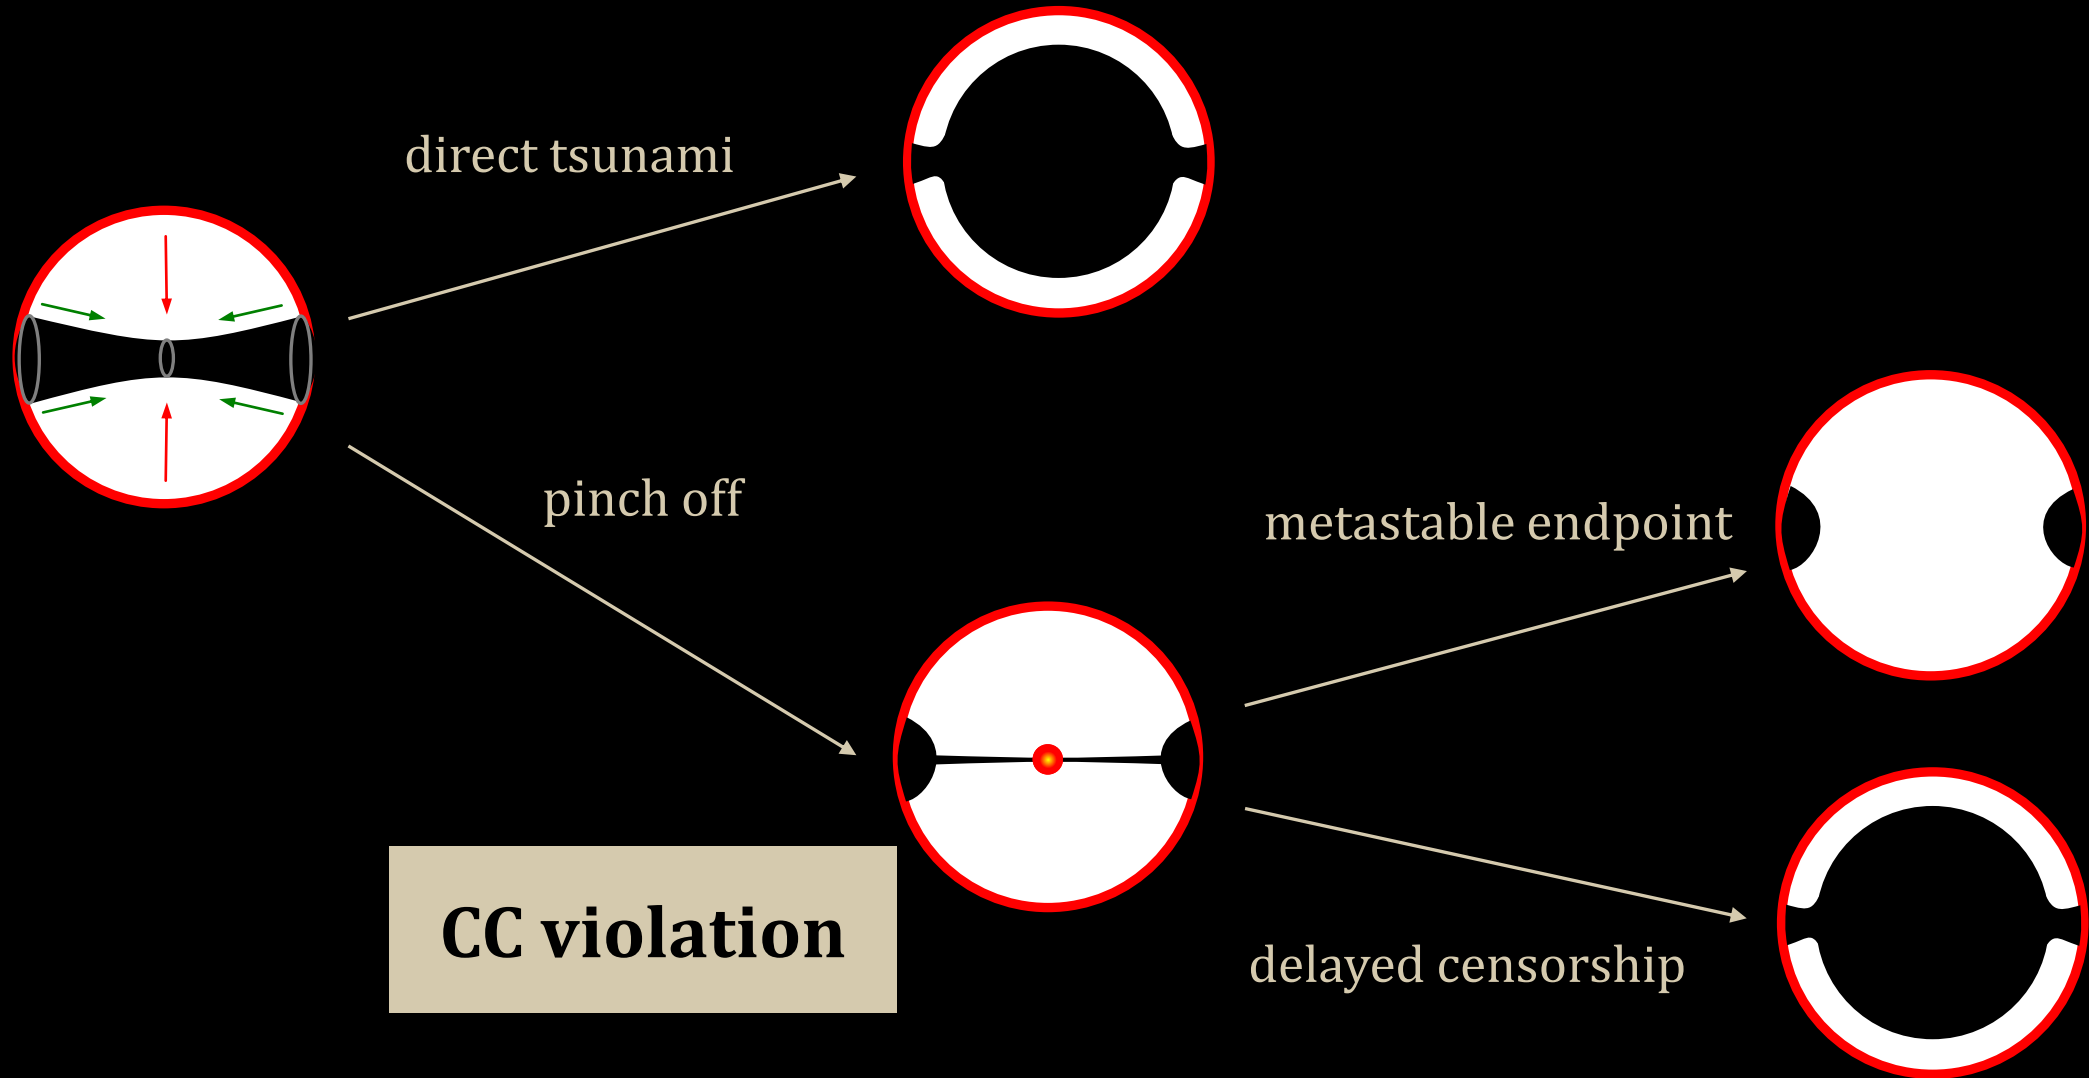 direct tsunami
pinch off
metastable endpoint
CC violation
delayed censorship